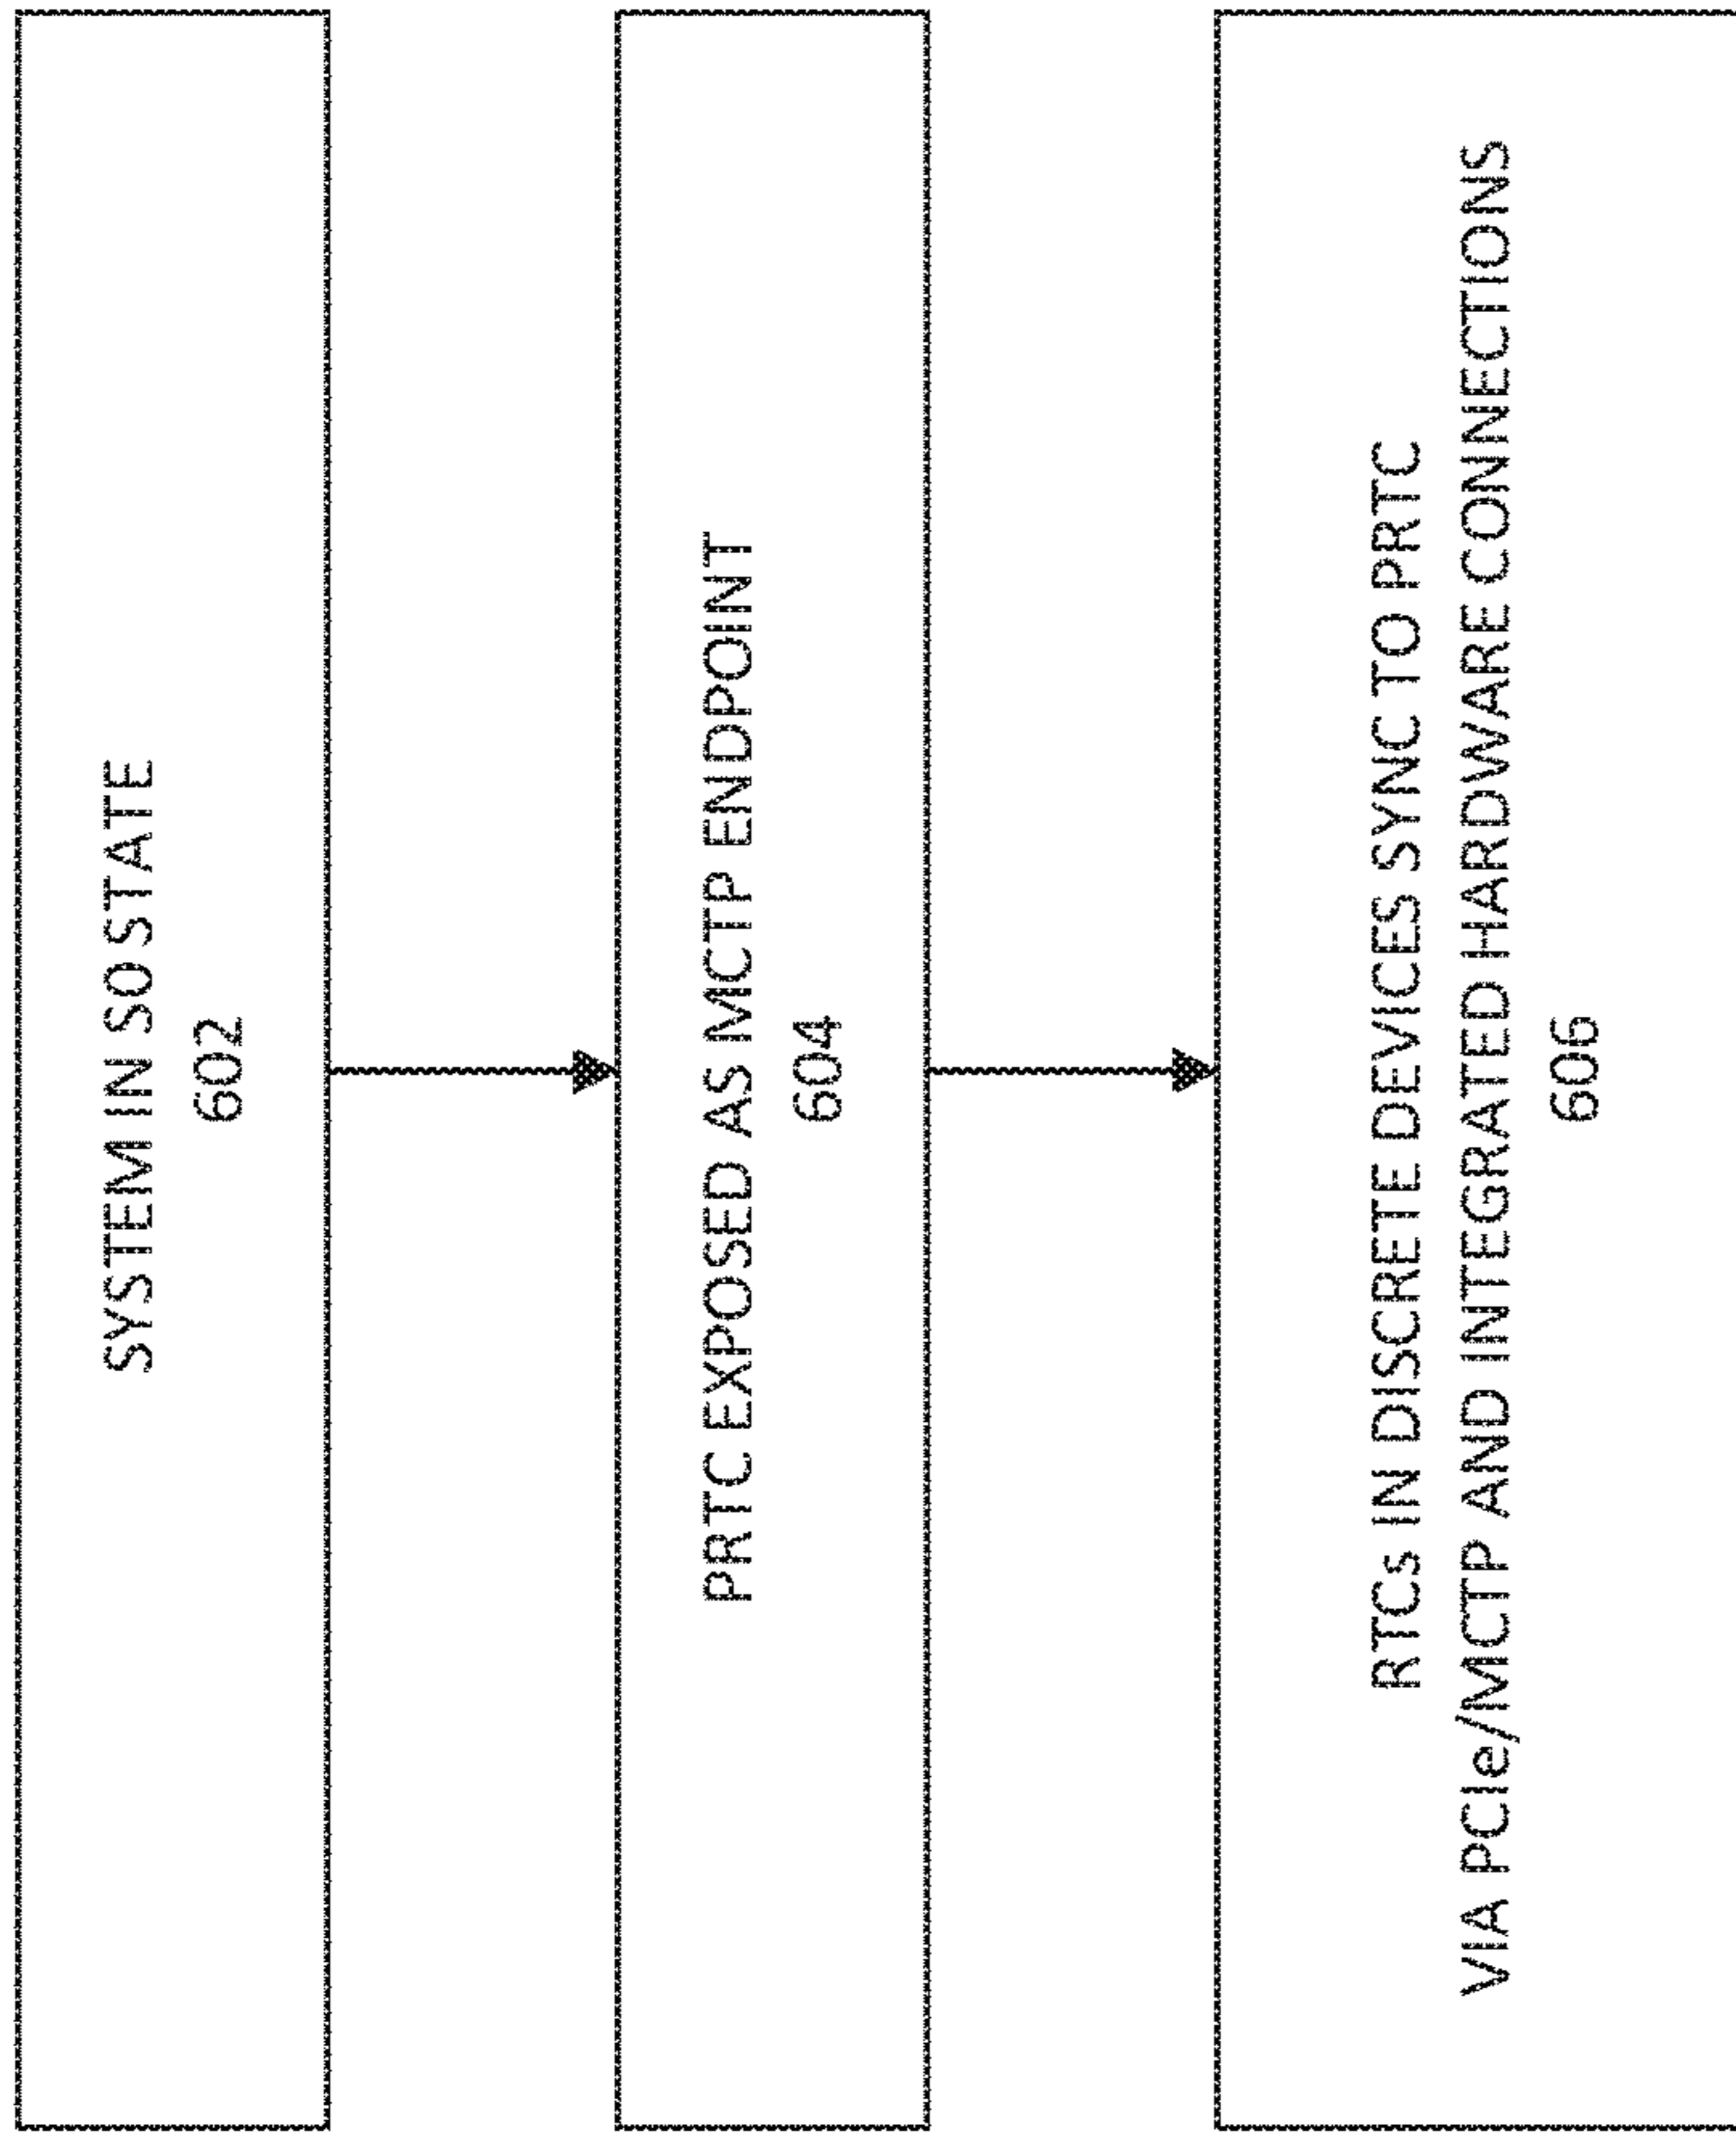 SYSTEM IN S0 STATE
602
PRTC EXPOSED AS MCTP ENDPOINT
604
RTCs IN DISCRETE DEVICES SYNC TO PRTC
VIA PCIe/MCTP AND INTEGRATED HARDWARE CONNECTIONS
606